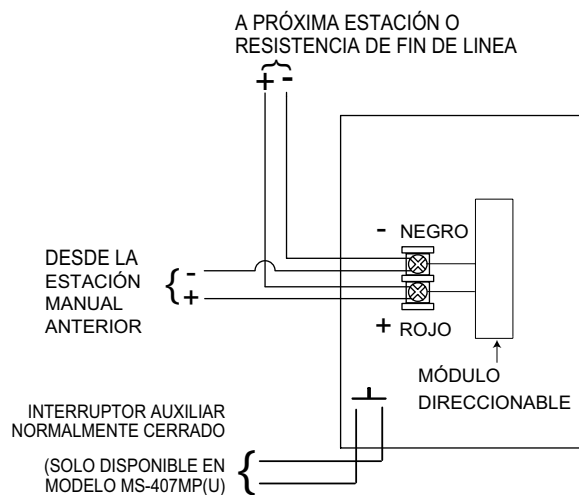 A PRÓXIMA ESTACIÓN O
RESISTENCIA DE FIN DE LINEA
+ -
- NEGRO
DESDE LA
ESTACIÓN
MANUAL
ANTERIOR
-
+
+ ROJO
MÓDULO
DIRECCIONABLE
INTERRUPTOR AUXILIAR
NORMALMENTE CERRADO
(SOLO DISPONIBLE EN
MODELO MS-407MP(U)